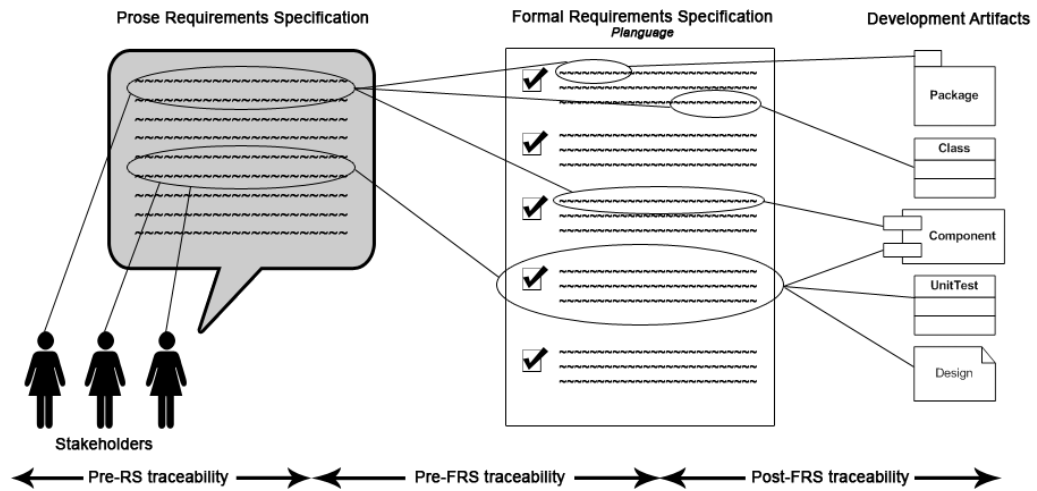 Prose Requirements Specification
Formal Requirements Specification
Planguage
Development Artifacts
Package
Class
Component
UnitTest
Design
Stakeholders
Pre-RS traceability
Pre-FRS traceability
Post-FRS traceability